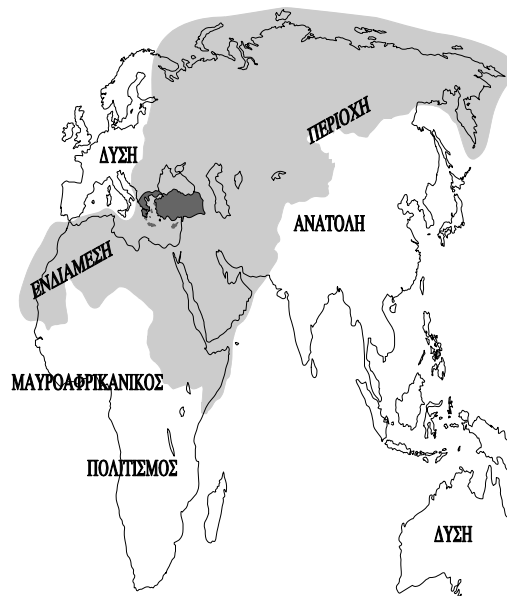 ΠΕΡΙΟΧΗ
ΔΥΣΗ
ΑΝΑΤΟΛΗ
ΕΝΔΙΑΜΕΣΗ
ΜΑΥΡΟΑΦΡΙΚΑΝΙΚΟΣ
ΠΟΛΙΤΙΣΜΟΣ
ΔΥΣΗ